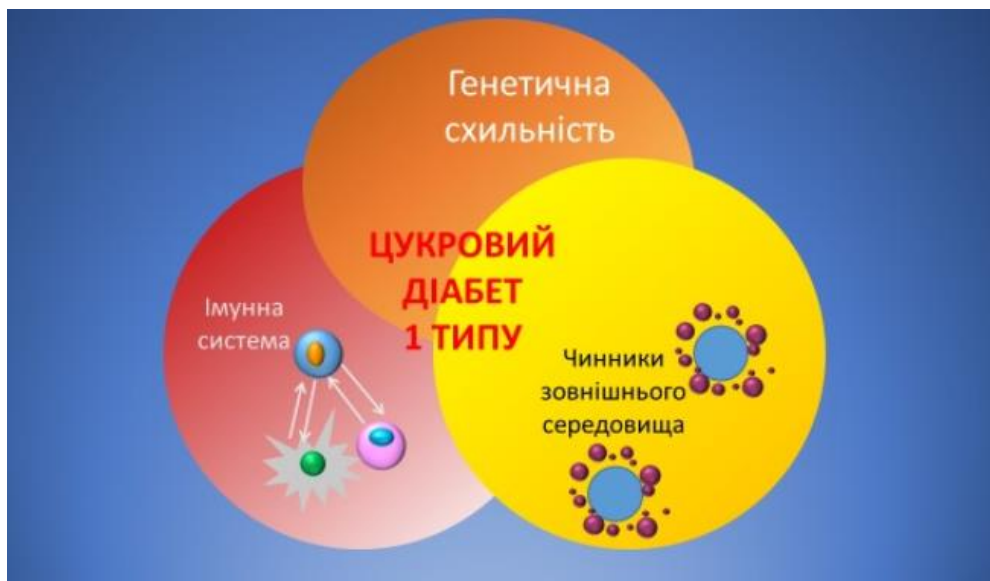 Генетична
схильність
ЦУКРОВИЙ
ДІАБЕТ
1 ТИПУ
Імунна
система
Чинники
зовнішнього
середовища